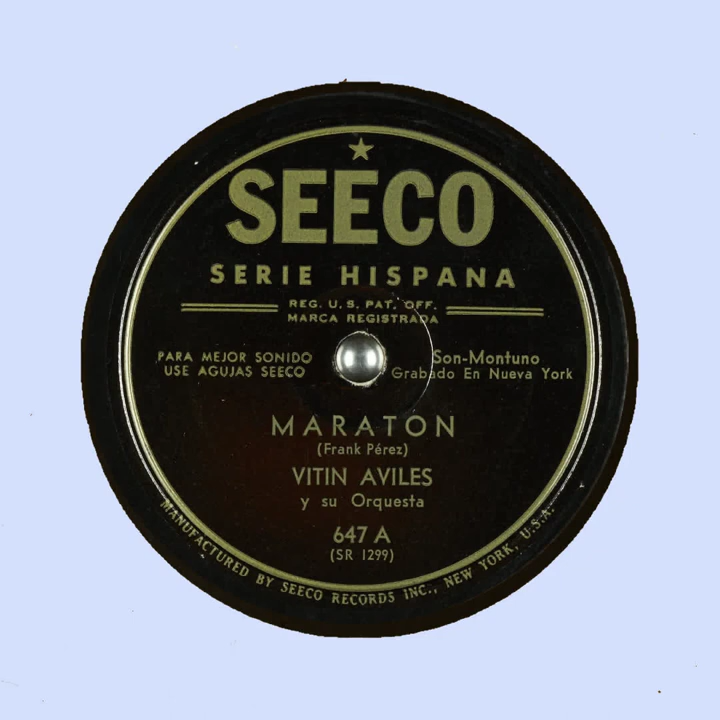 SEECO
SERIE HISPANA
REG. U.S. PAT. OFF.
MARCA REGISTRADA
PARA MEJOR SONIDO
USE AGUJAS SEECO
Son-Montuno
Grabado En Nueva York
MARATON
(Frank Pérez)
VITIN AVILES
y su Orquesta
647 A
(SR 1299)
MANUFACTURED BY SEECO RECORDS INC., NEW YORK, U.S.A.